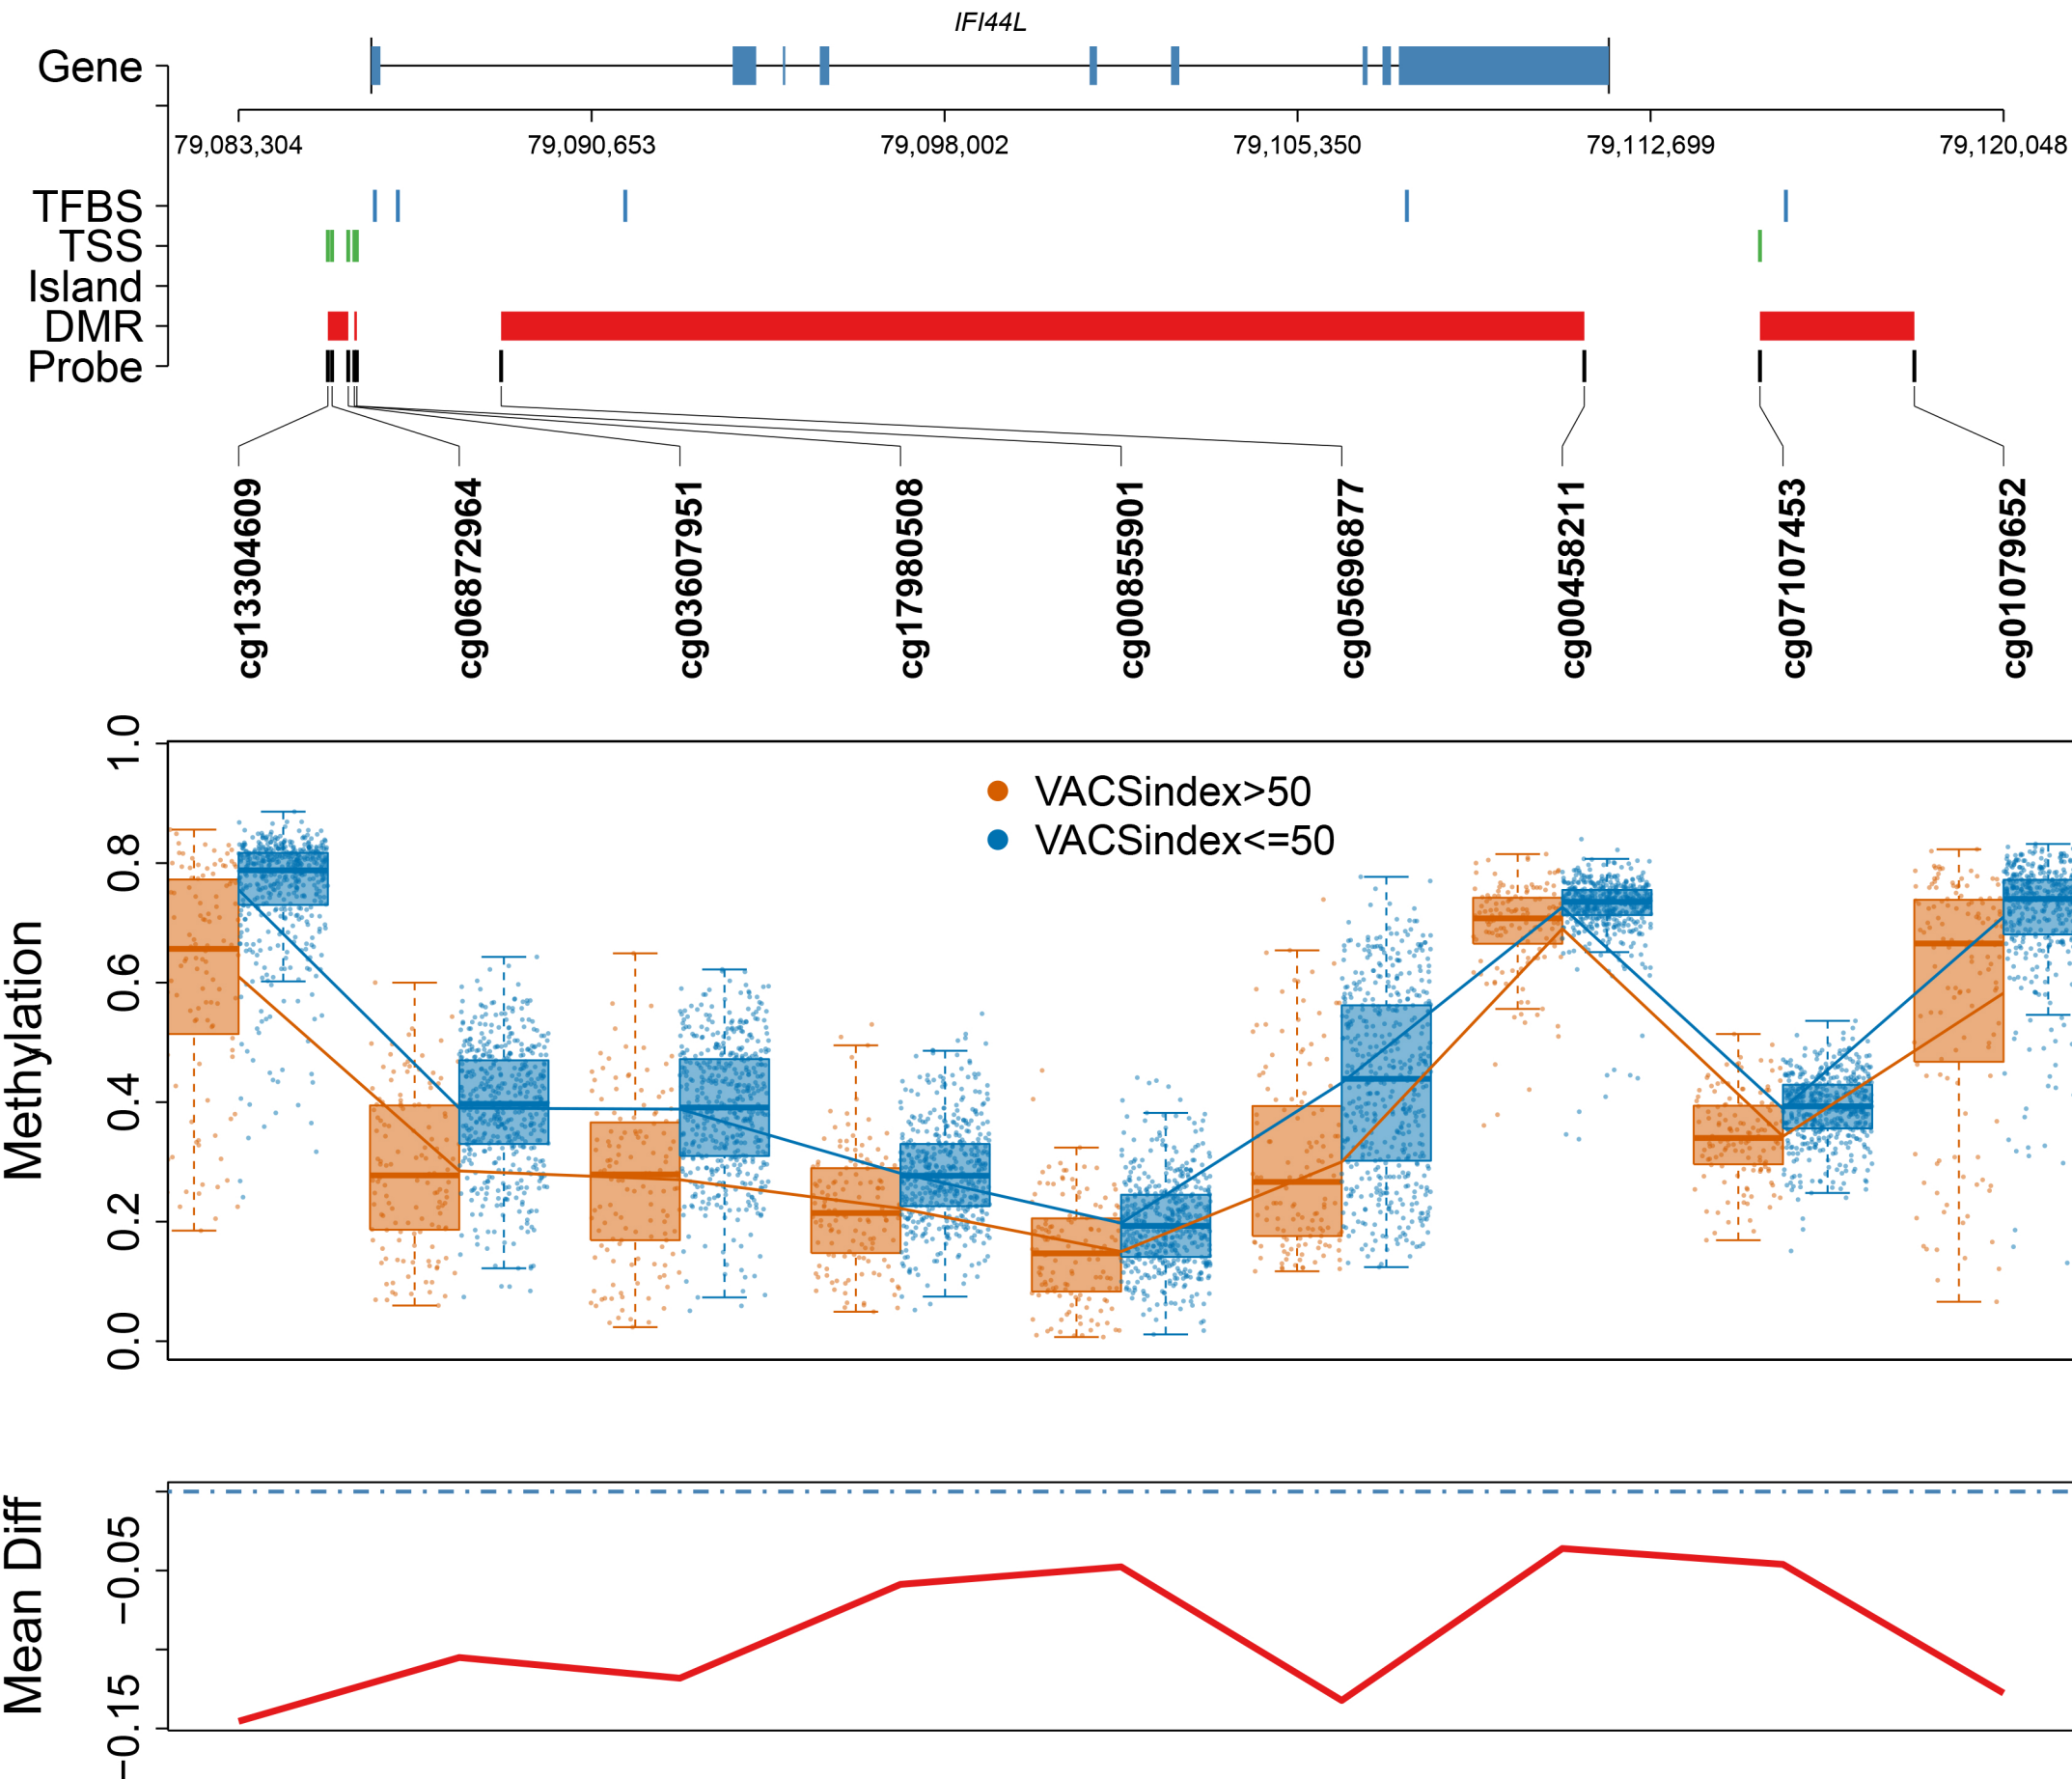 IFI44L
Gene
79,083,304 79,090,653 79,098,002 79,105,350 79,112,699 79,120,048
TFBS
TSS
Island
DMR
Probe
cg13304609 cg06872964 cg03607951 cg17980508 cg00855901 cg05696877 cg00458211 cg07107453 cg01079652
Methylation
1.0
0.8
0.6
0.4
0.2
0.0
VACSindex>50
VACSindex<=50
Mean Diff
−0.05
−0.15